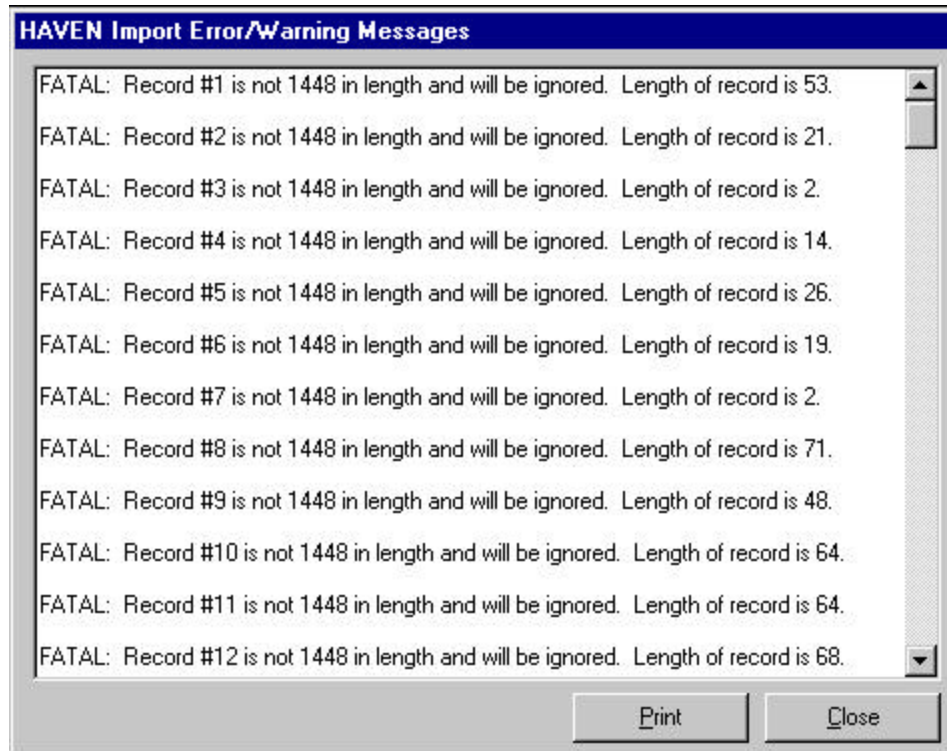 HAVEN Import Error/Warning Messages
FATAL:  Record #1 is not 1448 in length and will be ignored.  Length of record is 53.
FATAL:  Record #2 is not 1448 in length and will be ignored.  Length of record is 21.
FATAL:  Record #3 is not 1448 in length and will be ignored.  Length of record is 2.
FATAL:  Record #4 is not 1448 in length and will be ignored.  Length of record is 14.
FATAL:  Record #5 is not 1448 in length and will be ignored.  Length of record is 26.
FATAL:  Record #6 is not 1448 in length and will be ignored.  Length of record is 19.
FATAL:  Record #7 is not 1448 in length and will be ignored.  Length of record is 2.
FATAL:  Record #8 is not 1448 in length and will be ignored.  Length of record is 71.
FATAL:  Record #9 is not 1448 in length and will be ignored.  Length of record is 48.
FATAL:  Record #10 is not 1448 in length and will be ignored.  Length of record is 64.
FATAL:  Record #11 is not 1448 in length and will be ignored.  Length of record is 64.
FATAL:  Record #12 is not 1448 in length and will be ignored.  Length of record is 68.
Print Close